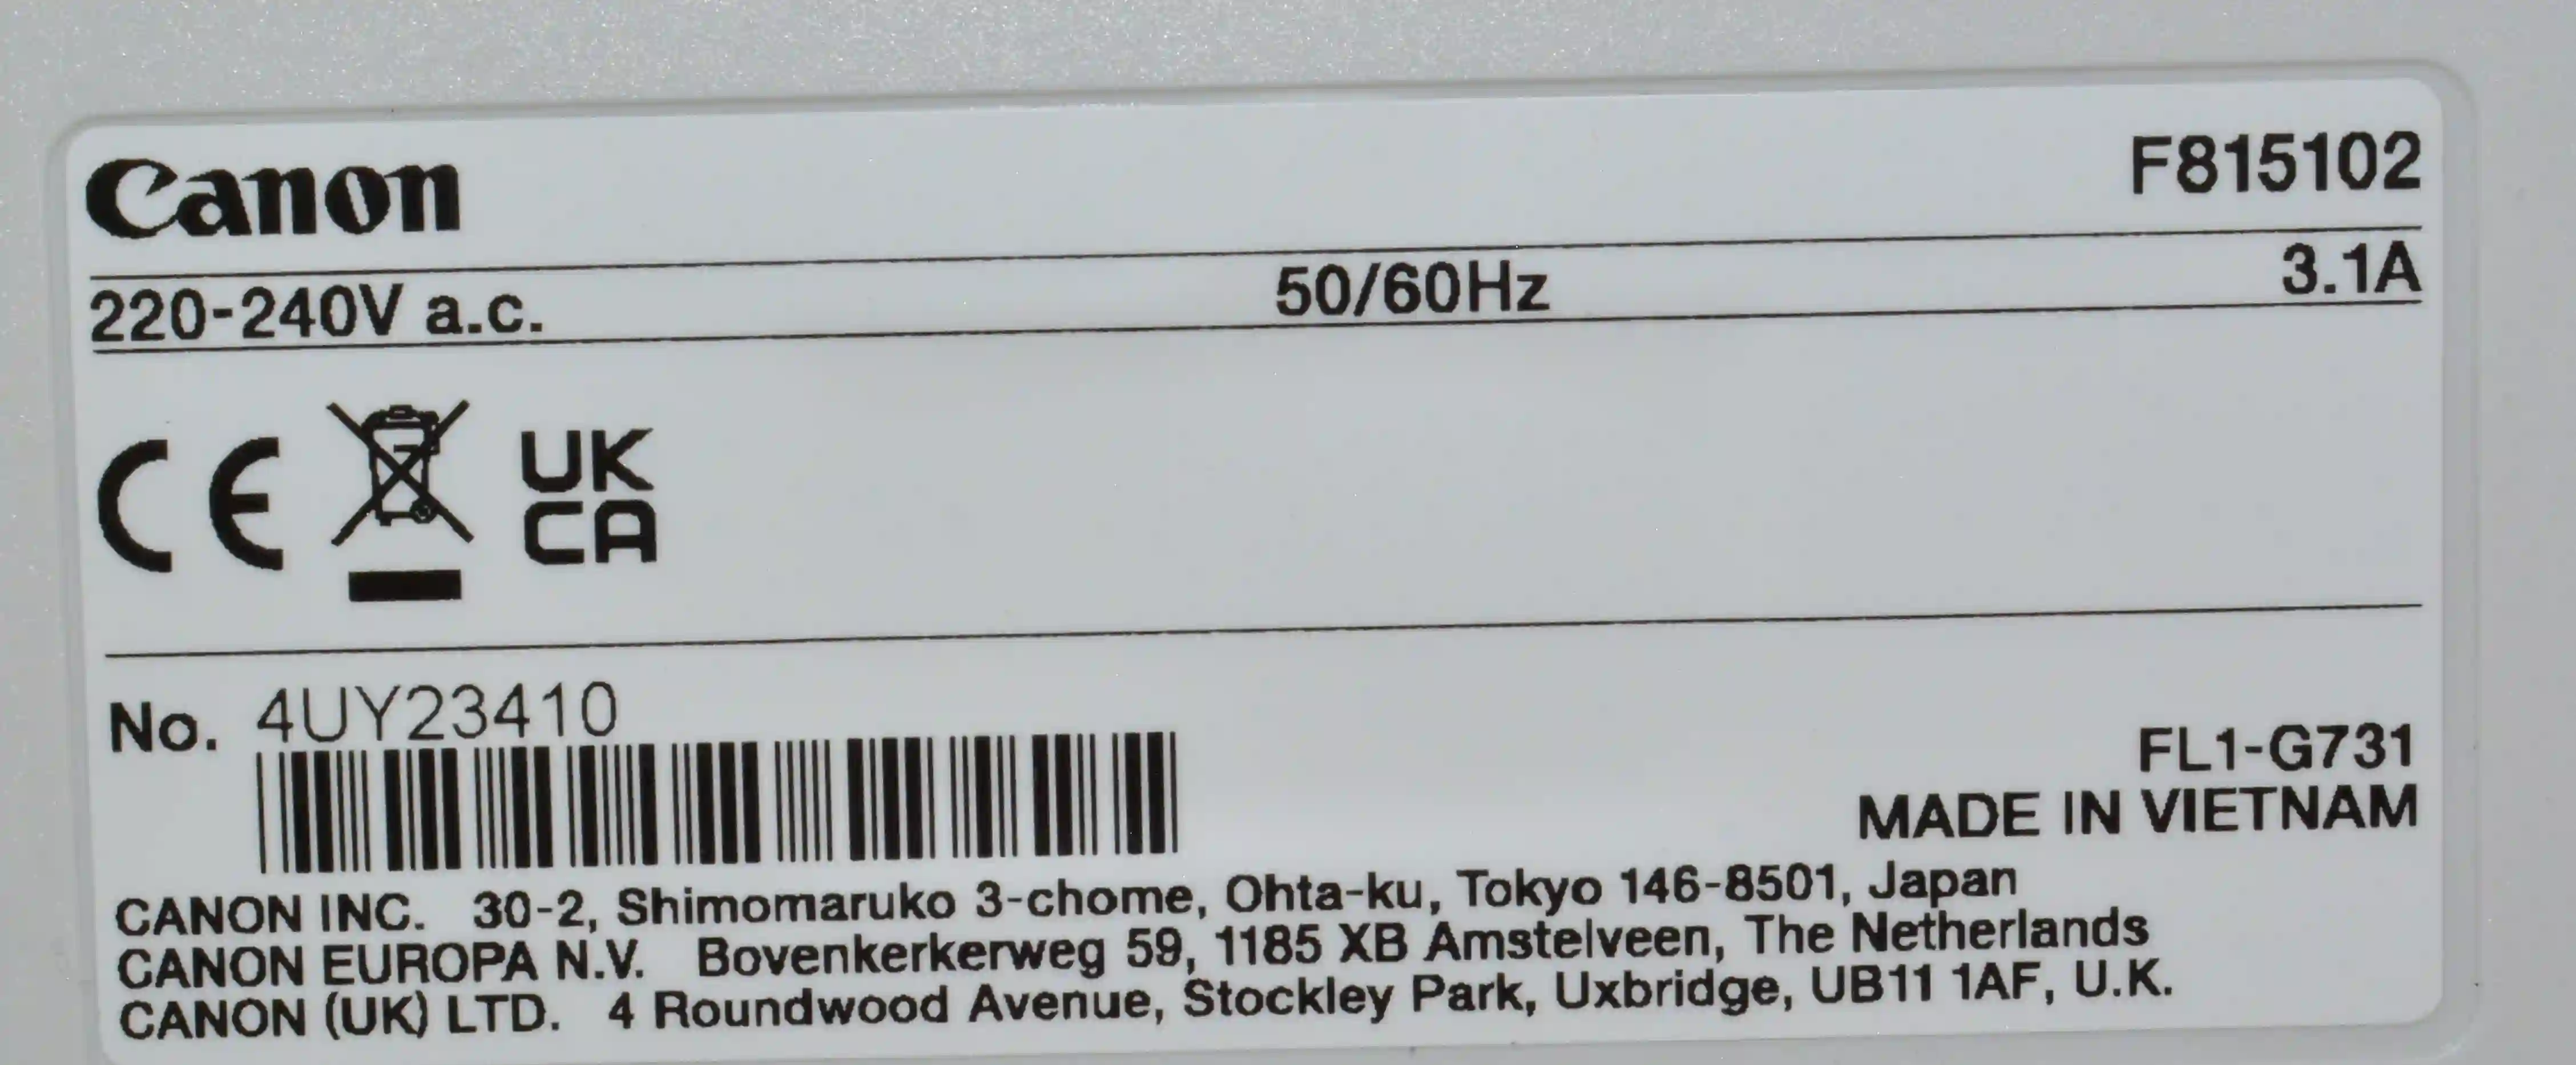 Canon
F815102
220-240V a.c. 50/60Hz 3.1A
CE
UK
CA
No. 4UY23410
FL1-G731
MADE IN VIETNAM
CANON INC. 30-2, Shimomaruko 3-chome, Ohta-ku, Tokyo 146-8501, Japan
CANON EUROPA N.V. Bovenkerkerweg 59, 1185 XB Amstelveen, The Netherlands
CANON (UK) LTD. 4 Roundwood Avenue, Stockley Park, Uxbridge, UB11 1AF, U.K.